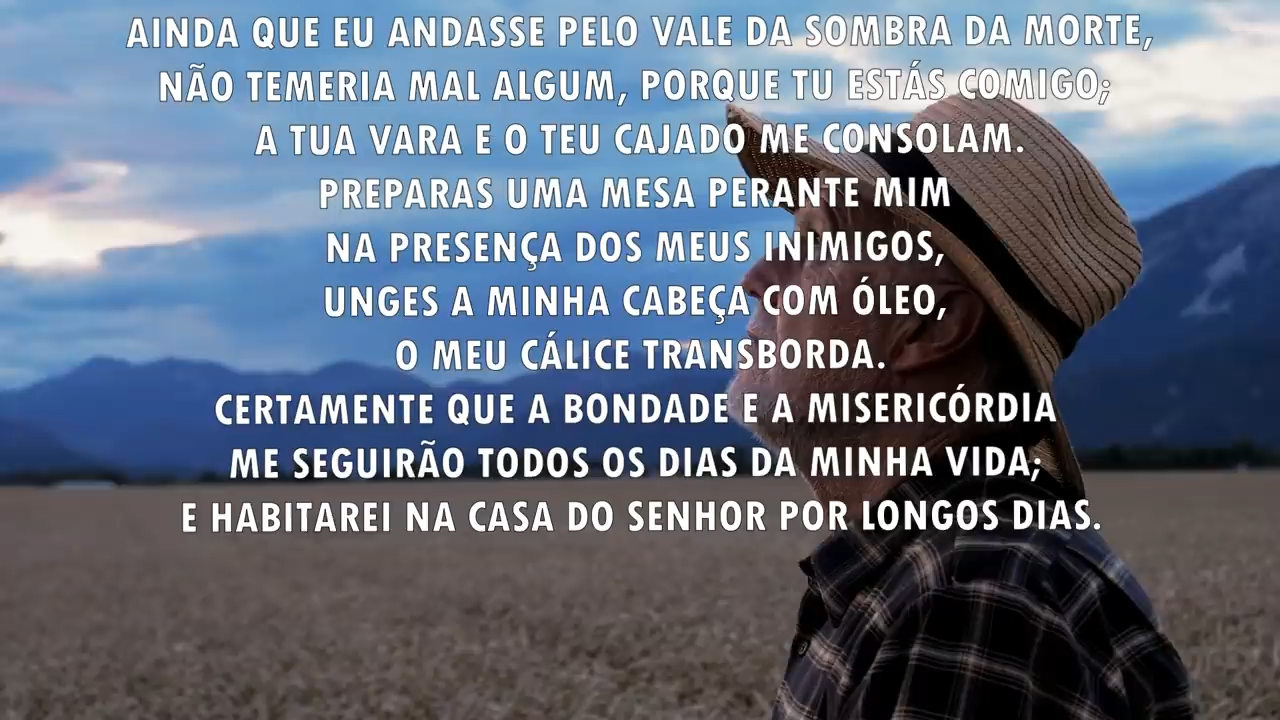 AINDA QUE EU ANDASSE PELO VALE DA SOMBRA DA MORTE,
NÃO TEMERIA MAL ALGUM, PORQUE TU ESTÁS COMIGO;
A TUA VARA E O TEU CAJADO ME CONSOLAM.
PREPARAS UMA MESA PERANTE MIM
NA PRESENÇA DOS MEUS INIMIGOS,
UNGES A MINHA CABEÇA COM ÓLEO,
O MEU CÁLICE TRANSBORDA.
CERTAMENTE QUE A BONDADE E A MISERICÓRDIA
ME SEGUIRÃO TODOS OS DIAS DA MINHA VIDA;
E HABITAREI NA CASA DO SENHOR POR LONGOS DIAS.